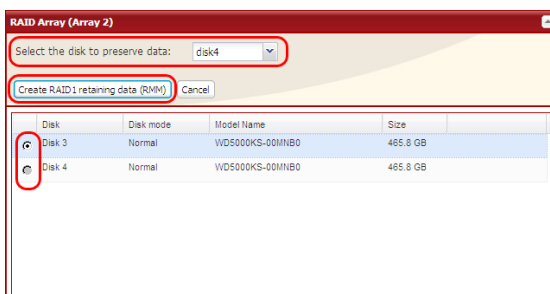 RAID Array (Array 2)
Select the disk to preserve data: disk4
Create RAID1 retaining data (RMM) Cancel
Disk Disk mode Model Name Size
Disk 3 Normal WD5000KS-00MNB0 465.8 GB
Disk 4 Normal WD5000KS-00MNB0 465.8 GB